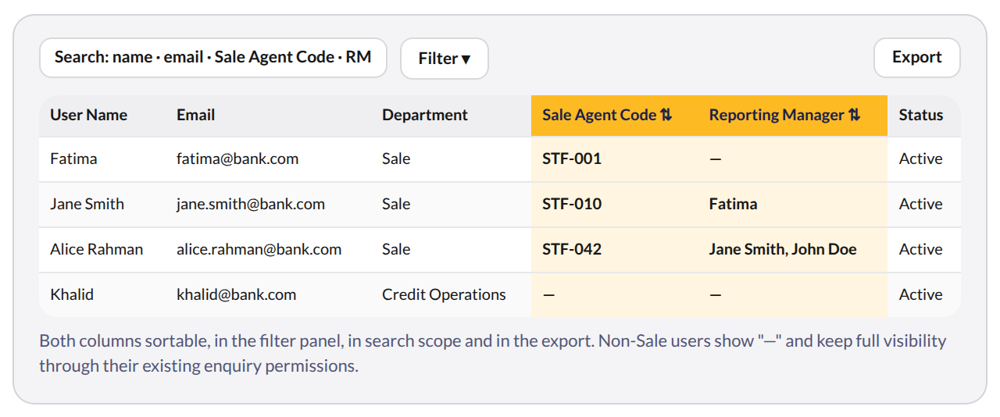 Search: name · email · Sale Agent Code · RM
Filter ▾
Export
User Name Email Department Sale Agent Code ⇅ Reporting Manager ⇅ Status
Fatima fatima@bank.com Sale STF-001 — Active
Jane Smith jane.smith@bank.com Sale STF-010 Fatima Active
Alice Rahman alice.rahman@bank.com Sale STF-042 Jane Smith, John Doe Active
Khalid khalid@bank.com Credit Operations — — Active
Both columns sortable, in the filter panel, in search scope and in the export. Non-Sale users show "—" and keep full visibility
through their existing enquiry permissions.